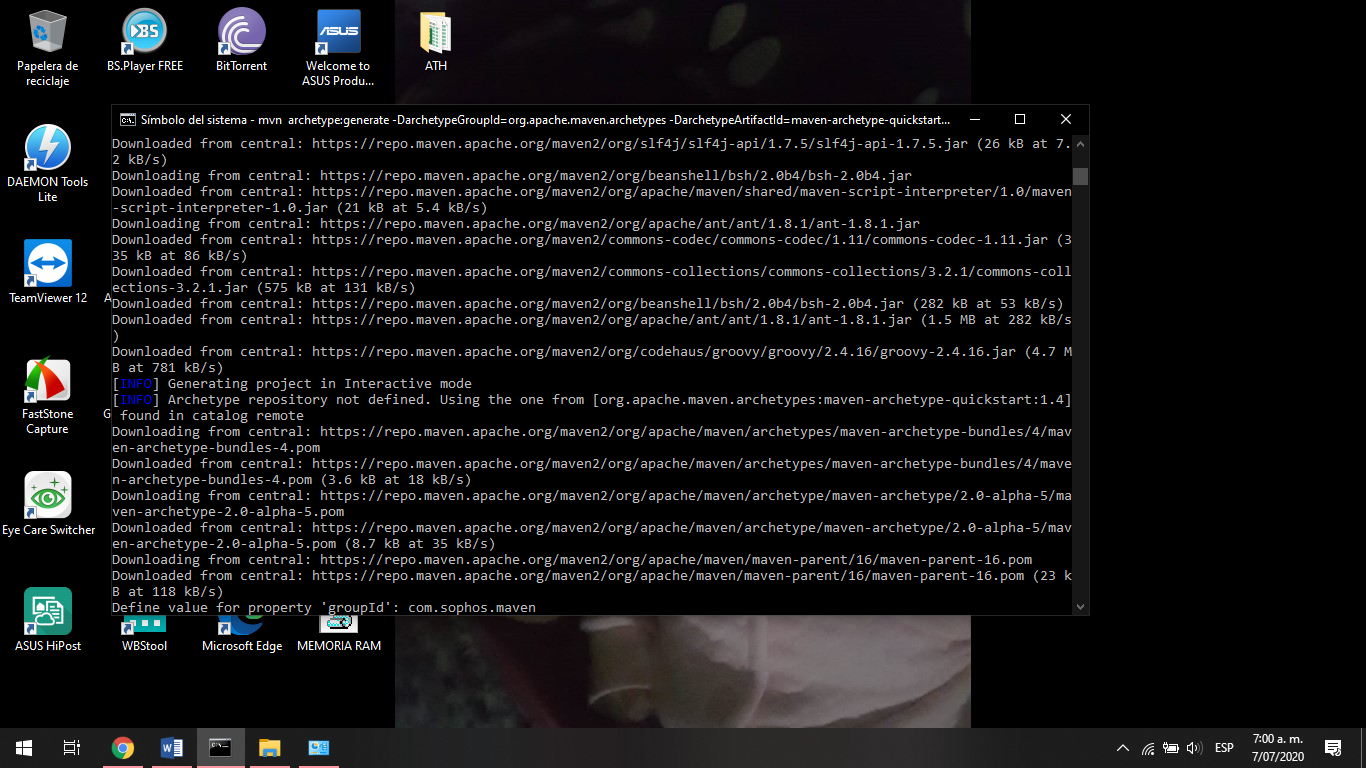 Papelera de
reciclaje
BS.Player FREE
BitTorrent
Welcome to
ASUS Produ...
ATH
DAEMON Tools
Lite
TeamViewer 12
A
FastStone
Capture
G
Eye Care Switcher
ASUS HiPost
WBStool
Microsoft Edge
MEMORIA RAM
BS
ASUS
Símbolo del sistema - mvn archetype:generate -DarchetypeGroupId=org.apache.maven.archetypes -DarchetypeArtifactId=maven-archetype-quickstart...
Downloaded from central: https://repo.maven.apache.org/maven2/org/slf4j/slf4j-api/1.7.5/slf4j-api-1.7.5.jar (26 kB at 7.
2 kB/s)
Downloading from central: https://repo.maven.apache.org/maven2/org/beanshell/bsh/2.0b4/bsh-2.0b4.jar
Downloaded from central: https://repo.maven.apache.org/maven2/org/apache/maven/shared/maven-script-interpreter/1.0/maven
-script-interpreter-1.0.jar (21 kB at 5.4 kB/s)
Downloading from central: https://repo.maven.apache.org/maven2/org/apache/ant/ant/1.8.1/ant-1.8.1.jar
Downloaded from central: https://repo.maven.apache.org/maven2/commons-codec/commons-codec/1.11/commons-codec-1.11.jar (3
35 kB at 86 kB/s)
Downloaded from central: https://repo.maven.apache.org/maven2/commons-collections/commons-collections/3.2.1/commons-coll
ections-3.2.1.jar (575 kB at 131 kB/s)
Downloaded from central: https://repo.maven.apache.org/maven2/org/beanshell/bsh/2.0b4/bsh-2.0b4.jar (282 kB at 53 kB/s)
Downloaded from central: https://repo.maven.apache.org/maven2/org/apache/ant/ant/1.8.1/ant-1.8.1.jar (1.5 MB at 282 kB/s
)
Downloaded from central: https://repo.maven.apache.org/maven2/org/codehaus/groovy/groovy/2.4.16/groovy-2.4.16.jar (4.7 M
B at 781 kB/s)
[INFO] Generating project in Interactive mode
[INFO] Archetype repository not defined. Using the one from [org.apache.maven.archetypes:maven-archetype-quickstart:1.4]
 found in catalog remote
Downloading from central: https://repo.maven.apache.org/maven2/org/apache/maven/archetypes/maven-archetype-bundles/4/mav
en-archetype-bundles-4.pom
Downloaded from central: https://repo.maven.apache.org/maven2/org/apache/maven/archetypes/maven-archetype-bundles/4/mave
n-archetype-bundles-4.pom (3.6 kB at 18 kB/s)
Downloading from central: https://repo.maven.apache.org/maven2/org/apache/maven/archetype/maven-archetype/2.0-alpha-5/ma
ven-archetype-2.0-alpha-5.pom
Downloaded from central: https://repo.maven.apache.org/maven2/org/apache/maven/archetype/maven-archetype/2.0-alpha-5/mav
en-archetype-2.0-alpha-5.pom (8.7 kB at 35 kB/s)
Downloading from central: https://repo.maven.apache.org/maven2/org/apache/maven/maven-parent/16/maven-parent-16.pom
Downloaded from central: https://repo.maven.apache.org/maven2/org/apache/maven/maven-parent/16/maven-parent-16.pom (23 k
B at 118 kB/s)
Define value for property 'groupId': com.sophos.maven
ESP
7:00 a. m.
7/07/2020